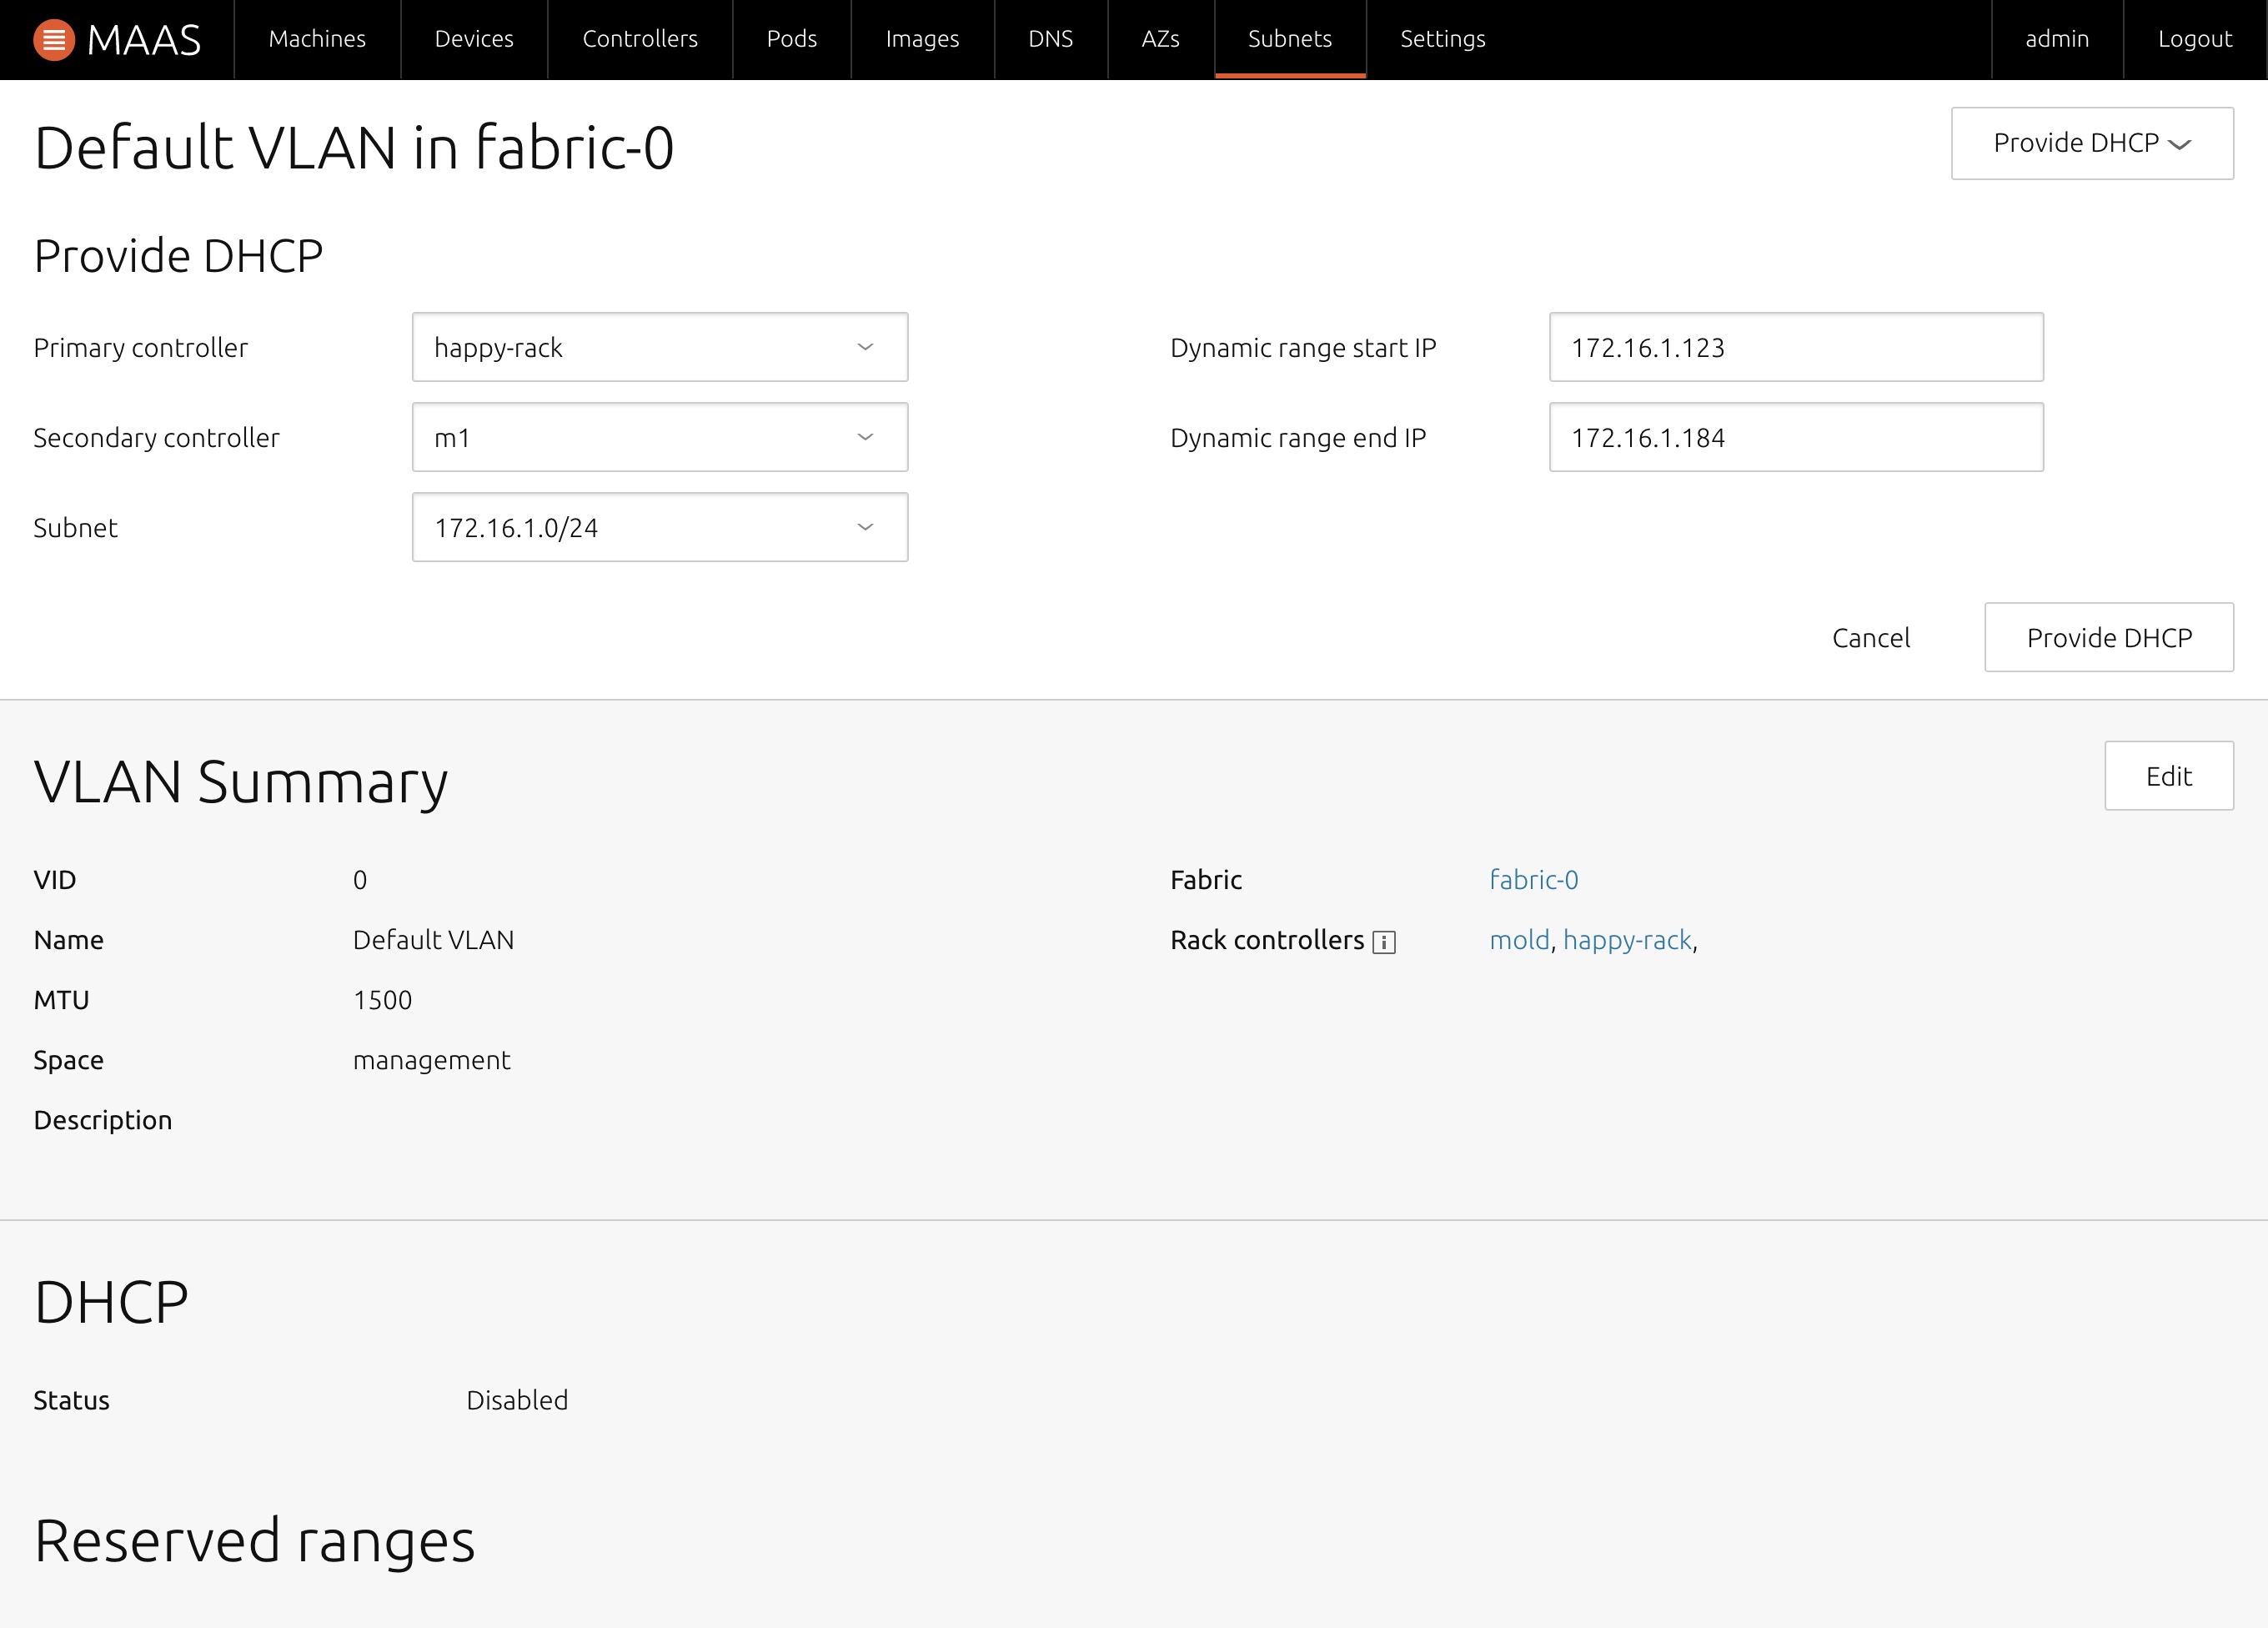 MAAS Machines Devices Controllers Pods Images DNS AZs Subnets Settings admin Logout
Default VLAN in fabric-0 Provide DHCP
Provide DHCP
Primary controller happy-rack Dynamic range start IP 172.16.1.123
Secondary controller m1 Dynamic range end IP 172.16.1.184
Subnet 172.16.1.0/24
Cancel Provide DHCP
VLAN Summary Edit
VID 0 Fabric fabric-0
Name Default VLAN Rack controllers i mold, happy-rack,
MTU 1500
Space management
Description
DHCP
Status Disabled
Reserved ranges